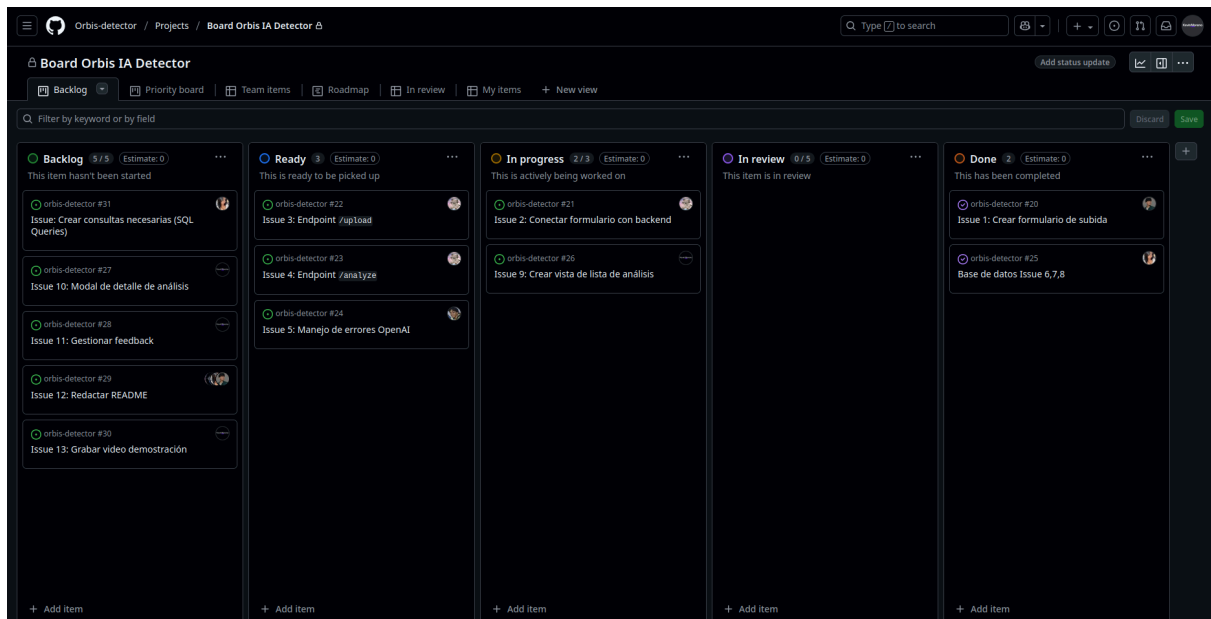 Orbis-detector / Projects / Board Orbis IA Detector
Type / to search
Board Orbis IA Detector
Add status update
Backlog
Priority board
Team items
Roadmap
In review
My items
+ New view
Filter by keyword or by field
Discard
Save
Backlog 5 / 5 Estimate: 0
This item hasn't been started
orbis-detector #31
Issue: Crear consultas necesarias (SQL
Queries)
orbis-detector #27
Issue 10: Modal de detalle de análisis
orbis-detector #28
Issue 11: Gestionar feedback
orbis-detector #29
Issue 12: Redactar README
orbis-detector #30
Issue 13: Grabar video demostración
+ Add item
Ready 3 Estimate: 0
This is ready to be picked up
orbis-detector #22
Issue 3: Endpoint /upload
orbis-detector #23
Issue 4: Endpoint /analyze
orbis-detector #24
Issue 5: Manejo de errores OpenAI
+ Add item
In progress 2 / 3 Estimate: 0
This is actively being worked on
orbis-detector #21
Issue 2: Conectar formulario con backend
orbis-detector #26
Issue 9: Crear vista de lista de análisis
+ Add item
In review 0 / 5 Estimate: 0
This item is in review
+ Add item
Done 2 Estimate: 0
This has been completed
orbis-detector #20
Issue 1: Crear formulario de subida
orbis-detector #25
Base de datos Issue 6,7,8
+ Add item